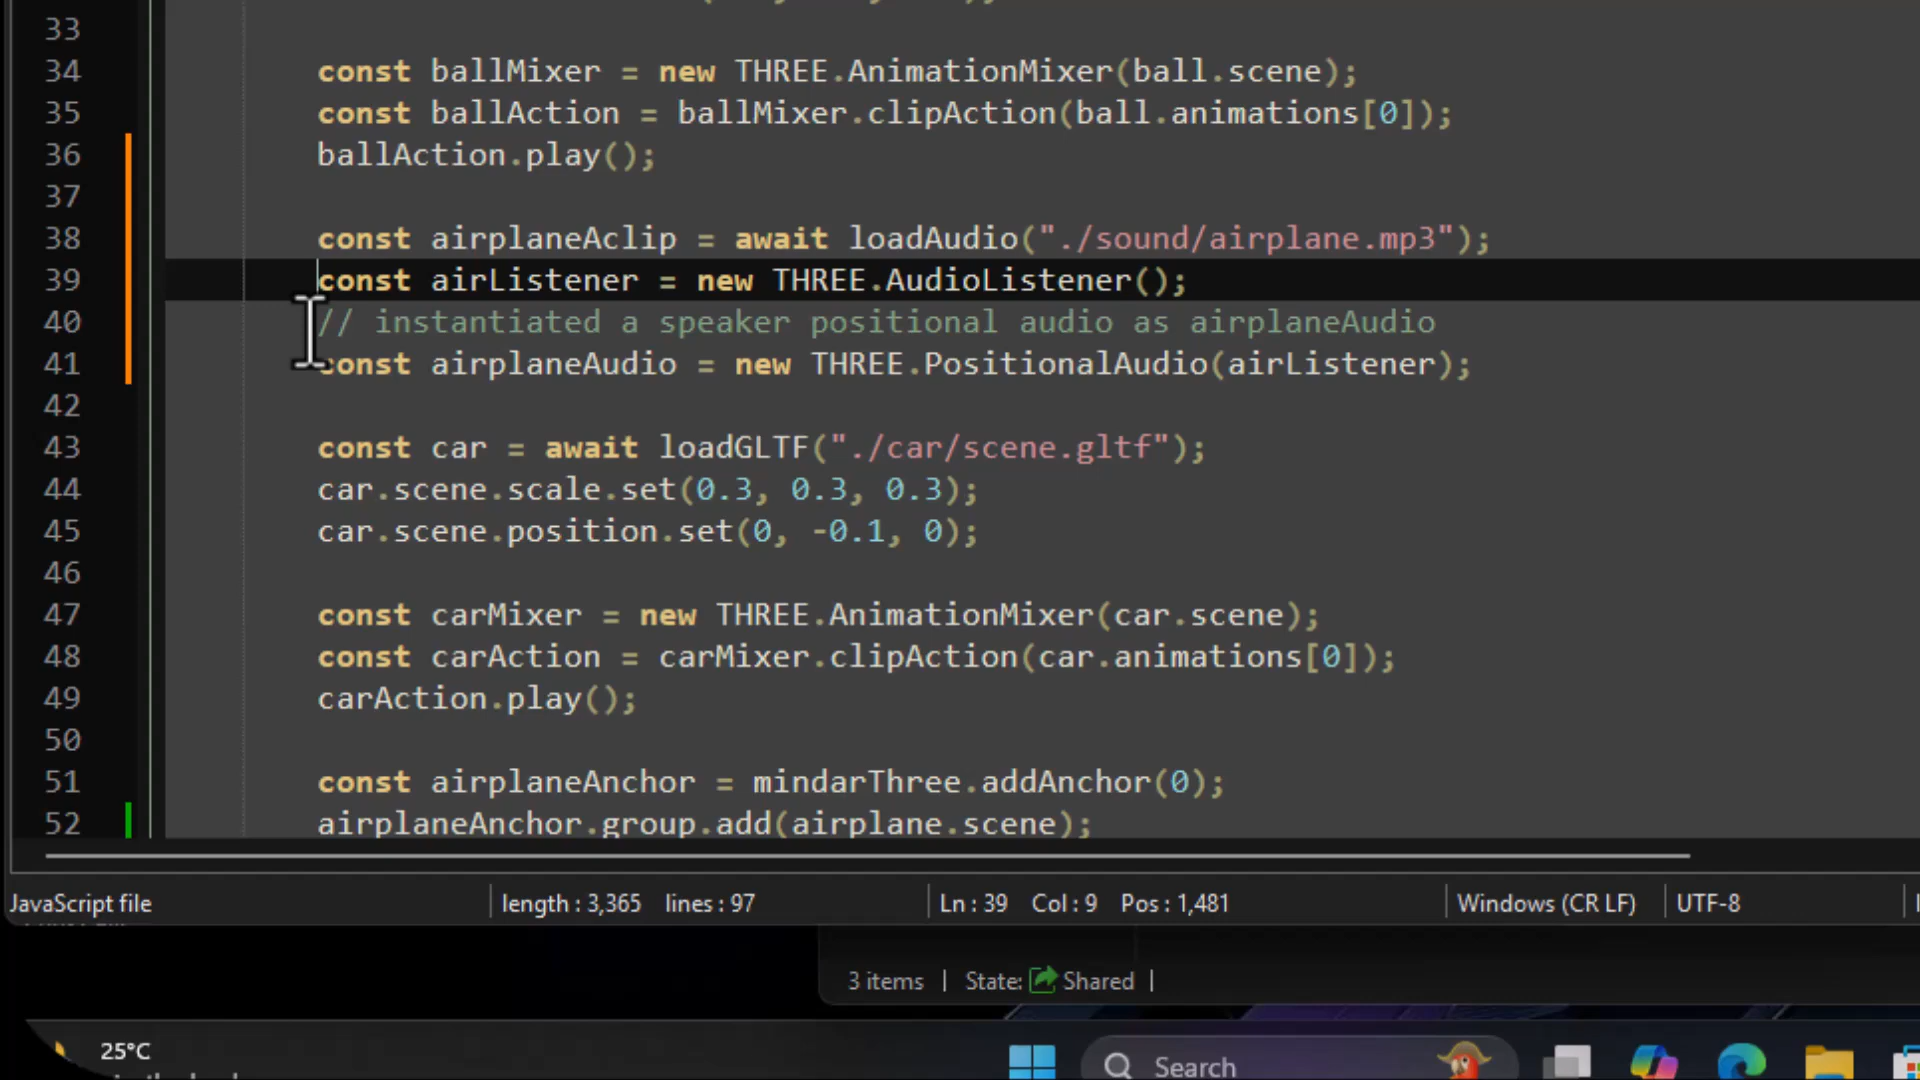 33
34 const ballMixer = new THREE.AnimationMixer(ball.scene);
35 const ballAction = ballMixer.clipAction(ball.animations[0]);
36 ballAction.play();
37
38 const airplaneAclip = await loadAudio("./sound/airplane.mp3");
39 const airListener = new THREE.AudioListener();
40 // instantiated a speaker positional audio as airplaneAudio
41 const airplaneAudio = new THREE.PositionalAudio(airListener);
42
43 const car = await loadGLTF("./car/scene.gltf");
44 car.scene.scale.set(0.3, 0.3, 0.3);
45 car.scene.position.set(0, -0.1, 0);
46
47 const carMixer = new THREE.AnimationMixer(car.scene);
48 const carAction = carMixer.clipAction(car.animations[0]);
49 carAction.play();
50
51 const airplaneAnchor = mindarThree.addAnchor(0);
52 airplaneAnchor.group.add(airplane.scene);
JavaScript file length : 3,365 lines : 97 Ln : 39 Col : 9 Pos : 1,481 Windows (CR LF) UTF-8
3 items State: Shared
25°C
Search